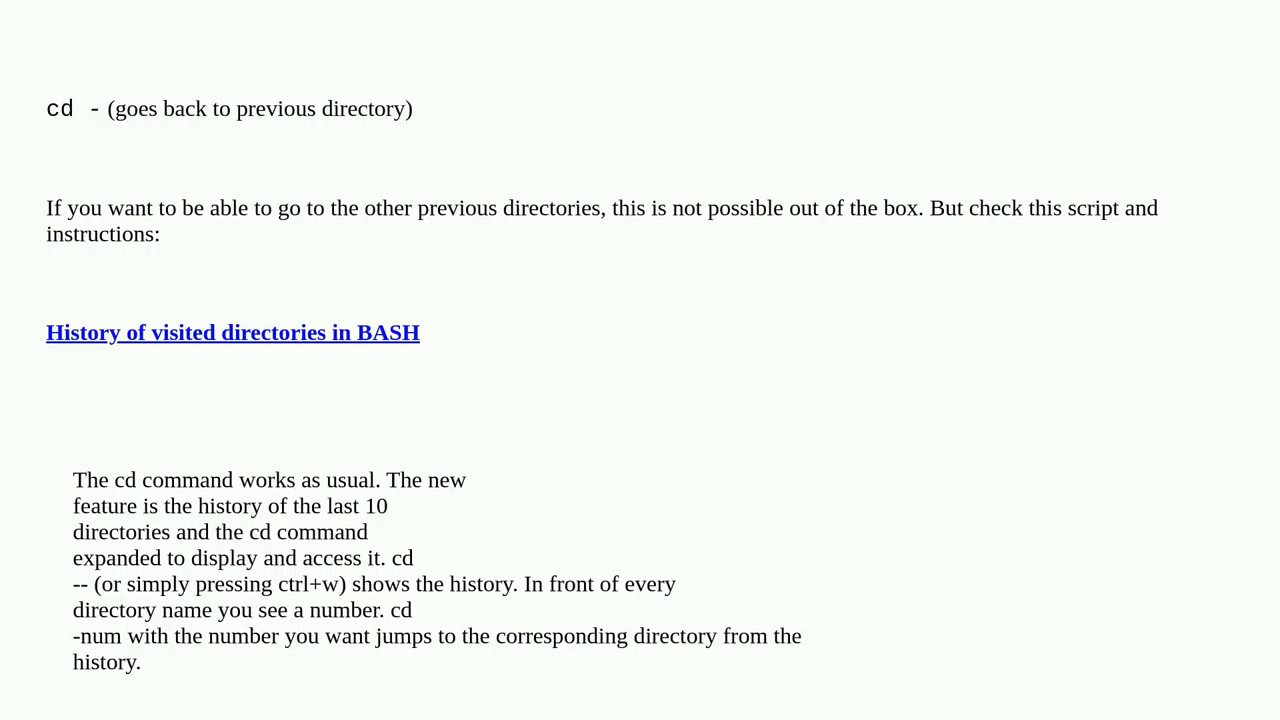 cd - (goes back to previous directory)
If you want to be able to go to the other previous directories, this is not possible out of the box. But check this script and
instructions:
History of visited directories in BASH
The cd command works as usual. The new
feature is the history of the last 10
directories and the cd command
expanded to display and access it. cd
-- (or simply pressing ctrl+w) shows the history. In front of every
directory name you see a number. cd
-num with the number you want jumps to the corresponding directory from the
history.